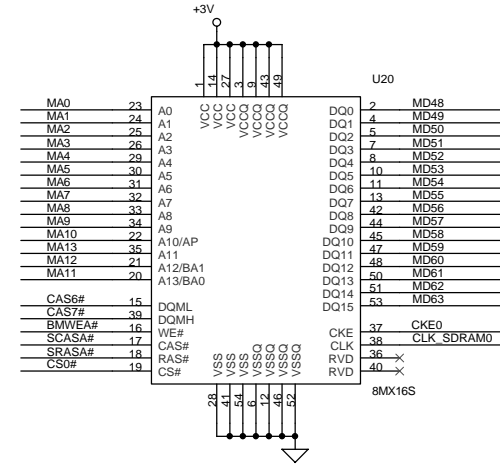 +3V
U20
1 14 27 3 9 43 49
VCC VCC VCC VCCQ VCCQ VCCQ VCCQ
MA0 23 A0 DQ0 2 MD48
MA1 24 A1 DQ1 4 MD49
MA2 25 A2 DQ2 5 MD50
MA3 26 A3 DQ3 7 MD51
MA4 29 A4 DQ4 8 MD52
MA5 30 A5 DQ5 10 MD53
MA6 31 A6 DQ6 11 MD54
MA7 32 A7 DQ7 13 MD55
MA8 33 A8 DQ8 42 MD56
MA9 34 A9 DQ9 44 MD57
MA10 22 A10/AP DQ10 45 MD58
MA13 35 A11 DQ11 47 MD59
MA12 21 A12/BA1 DQ12 48 MD60
MA11 20 A13/BA0 DQ13 50 MD61
DQ14 51 MD62
CAS6# 15 DQML DQ15 53 MD63
CAS7# 39 DQMH
BMWEA# 16 WE# CKE 37 CKE0
SCASA# 17 CAS# CLK 38 CLK_SDRAM0
SRASA# 18 RAS# RVD 36
CS0# 19 CS# RVD 40
VSS VSS VSS VSSQ VSSQ VSSQ VSSQ
28 41 54 6 12 46 52
8MX16S